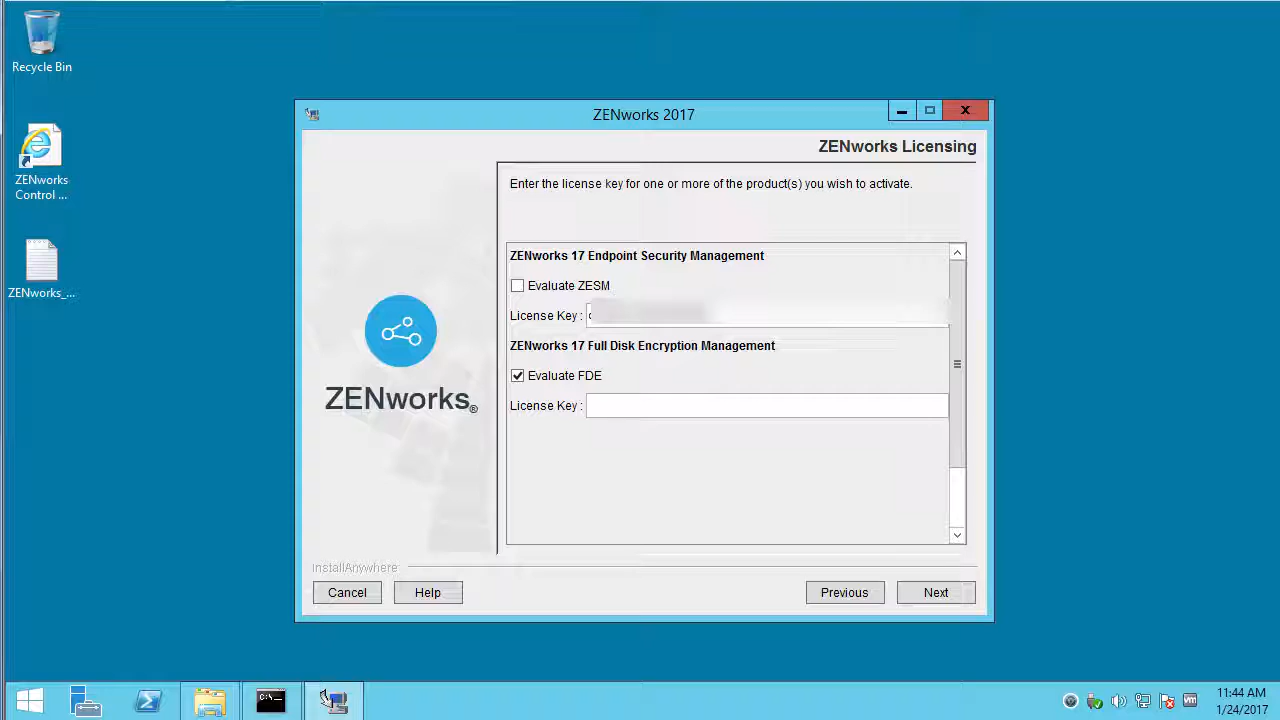 Recycle Bin
ZENworks
Control ...
ZENworks_...
ZENworks 2017
ZENworks Licensing
Enter the license key for one or more of the product(s) you wish to activate.
ZENworks 17 Endpoint Security Management
Evaluate ZESM
License Key :
ZENworks 17 Full Disk Encryption Management
Evaluate FDE
License Key :
ZENworks®
InstallAnywhere
Cancel
Help
Previous
Next
C:\.
vm
11:44 AM
1/24/2017